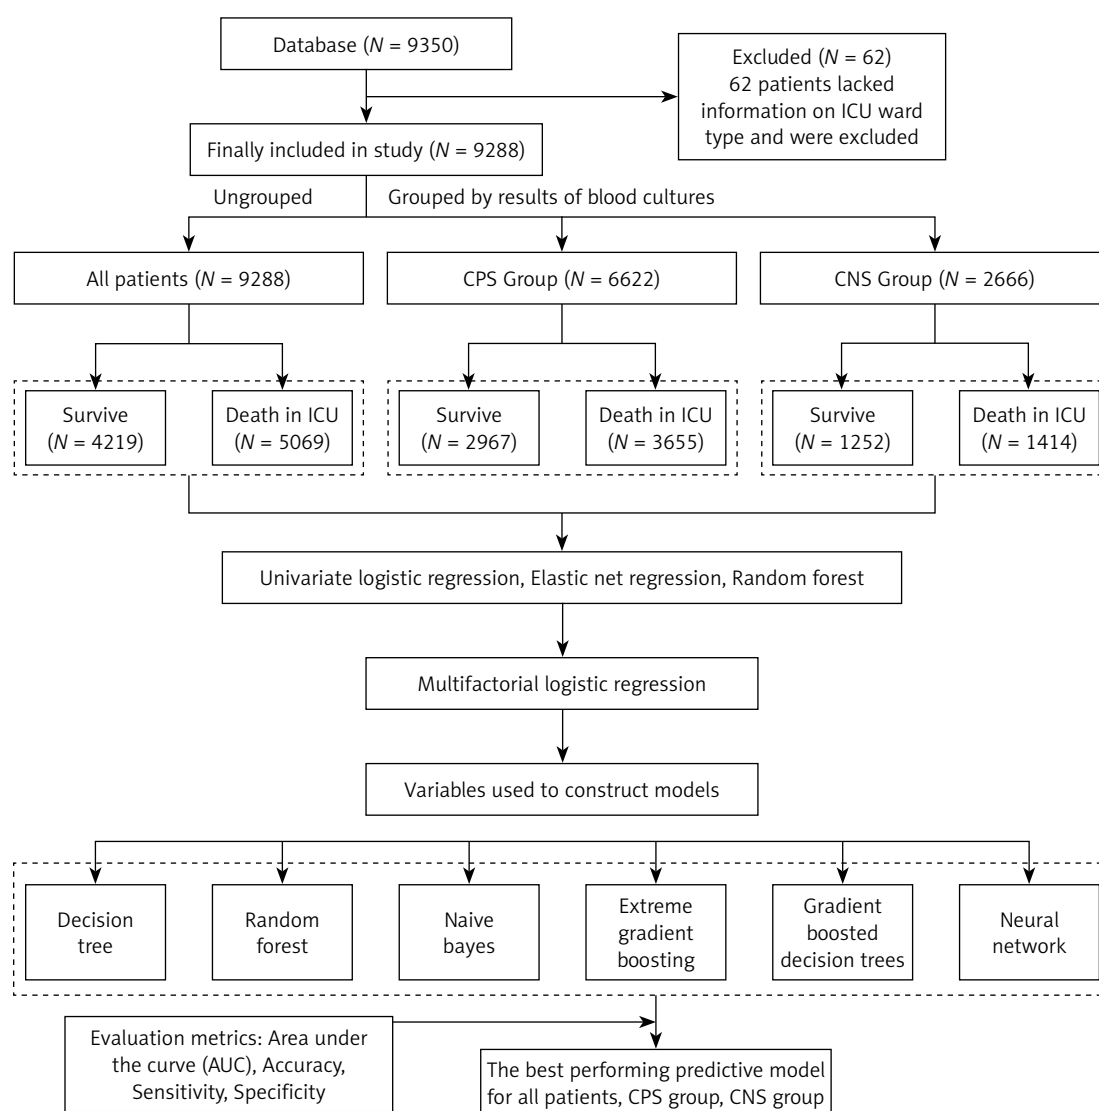 Database (N = 9350)
Excluded (N = 62)
62 patients lacked
information on ICU ward
type and were excluded
Finally included in study (N = 9288)
Ungrouped
Grouped by results of blood cultures
All patients (N = 9288)
CPS Group (N = 6622)
CNS Group (N = 2666)
Survive
(N = 4219)
Death in ICU
(N = 5069)
Survive
(N = 2967)
Death in ICU
(N = 3655)
Survive
(N = 1252)
Death in ICU
(N = 1414)
Univariate logistic regression, Elastic net regression, Random forest
Multifactorial logistic regression
Variables used to construct models
Decision
tree
Random
forest
Naive
bayes
Extreme
gradient
boosting
Gradient
boosted
decision trees
Neural
network
Evaluation metrics: Area under
the curve (AUC), Accuracy,
Sensitivity, Specificity
The best performing predictive model
for all patients, CPS group, CNS group